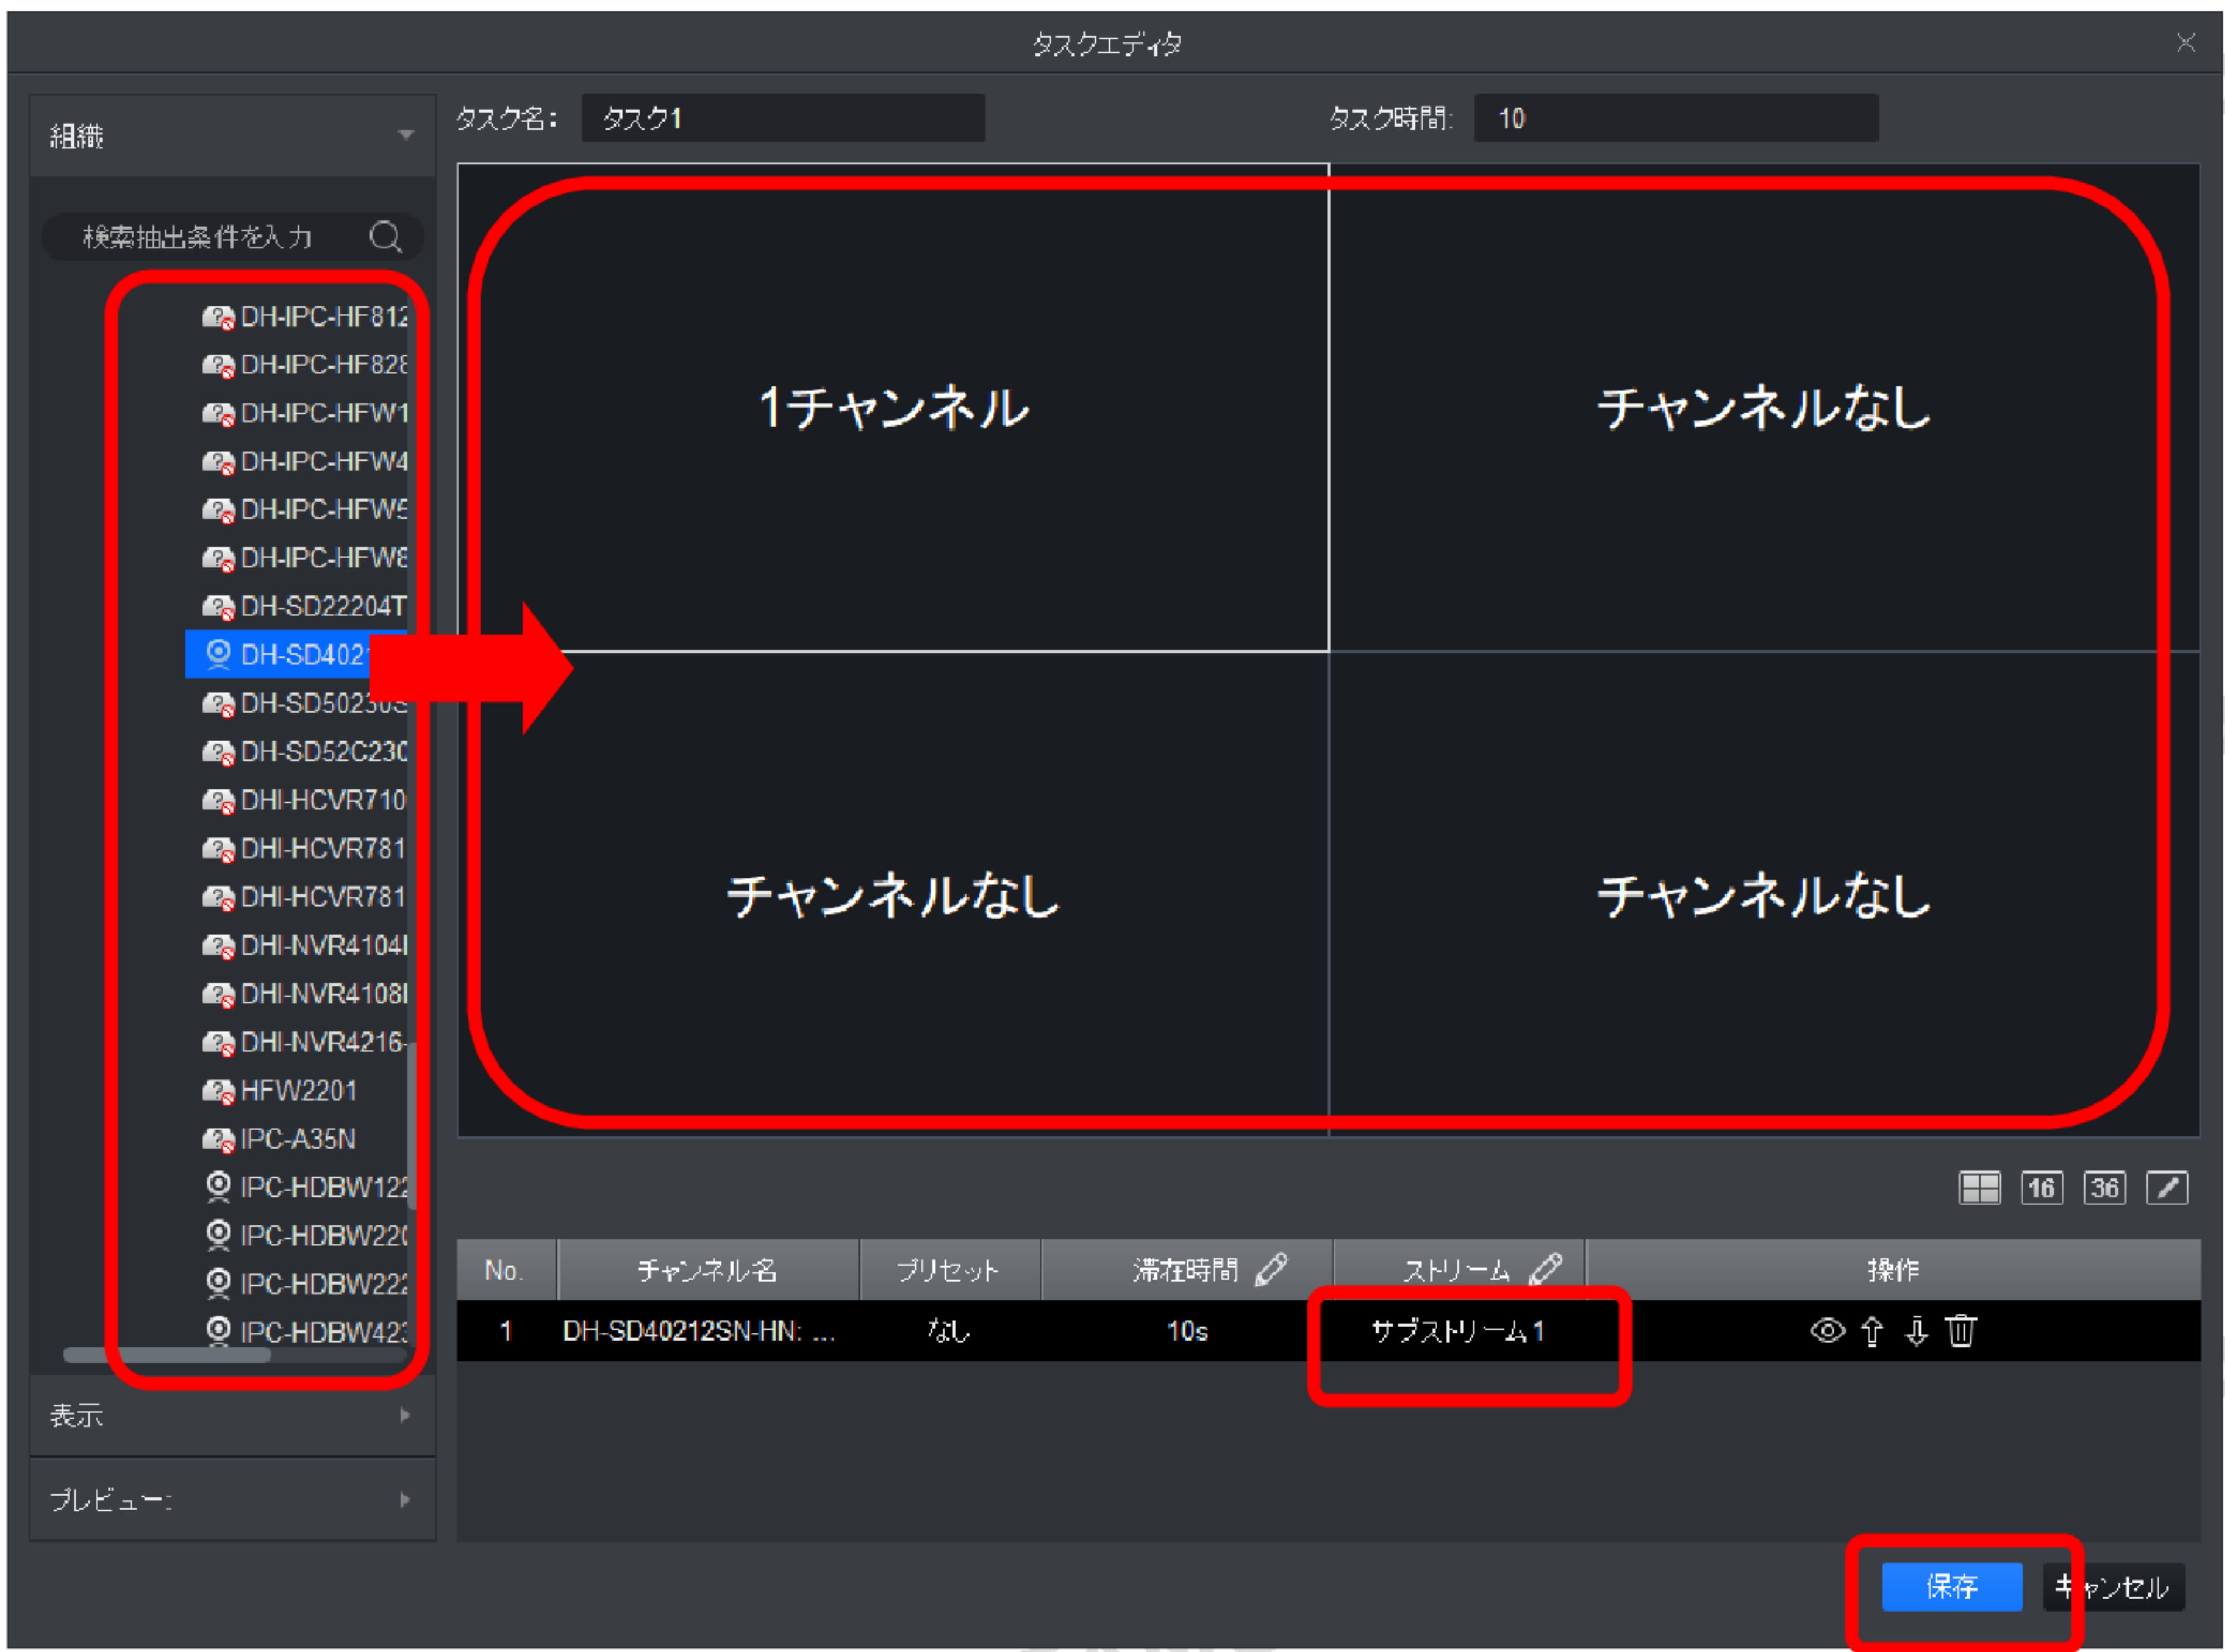 タスクエディタ
組織
タスク名: タスク1
タスク時間: 10
検索抽出条件を入力
DH-IPC-HF812
DH-IPC-HF828
DH-IPC-HFW1
DH-IPC-HFW4
DH-IPC-HFW5
DH-IPC-HFW8
DH-SD22204T
DH-SD402
DH-SD50230S
DH-SD52C230
DHI-HCVR710
DHI-HCVR781
DHI-HCVR781
DHI-NVR4104
DHI-NVR4108
DHI-NVR4216-
HFW2201
IPC-A35N
IPC-HDBW122
IPC-HDBW220
IPC-HDBW222
IPC-HDBW423
表示
プレビュー:
1チャンネル
チャンネルなし
チャンネルなし
チャンネルなし
16 36
No. チャンネル名 プリセット 滞在時間 ストリーム 操作
1 DH-SD40212SN-HN: ... なし 10s サブストリーム1
保存 キャンセル